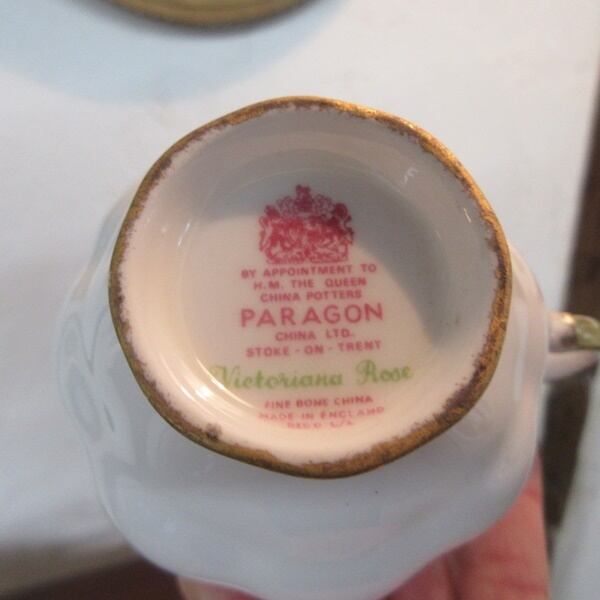 BY APPOINTMENT TO
H.M. THE QUEEN
CHINA POTTERS
PARAGON
CHINA LTD.
STOKE-ON-TRENT
Victoriana Rose
FINE BONE CHINA
MADE IN ENGLAND